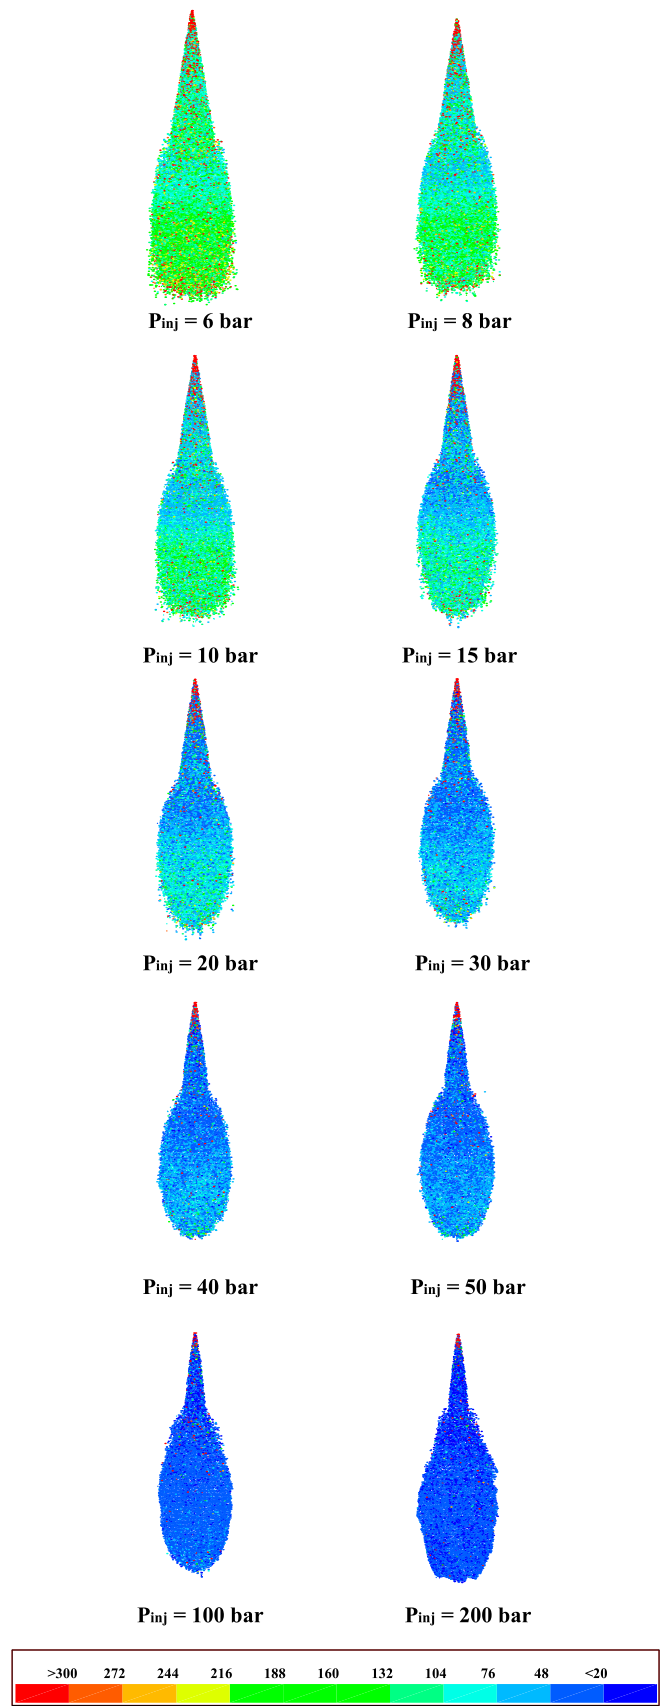 Pinj = 6 bar
Pinj = 8 bar
Pinj = 10 bar
Pinj = 15 bar
Pinj = 20 bar
Pinj = 30 bar
Pinj = 40 bar
Pinj = 50 bar
Pinj = 100 bar
Pinj = 200 bar
>300 272 244 216 188 160 132 104 76 48 <20